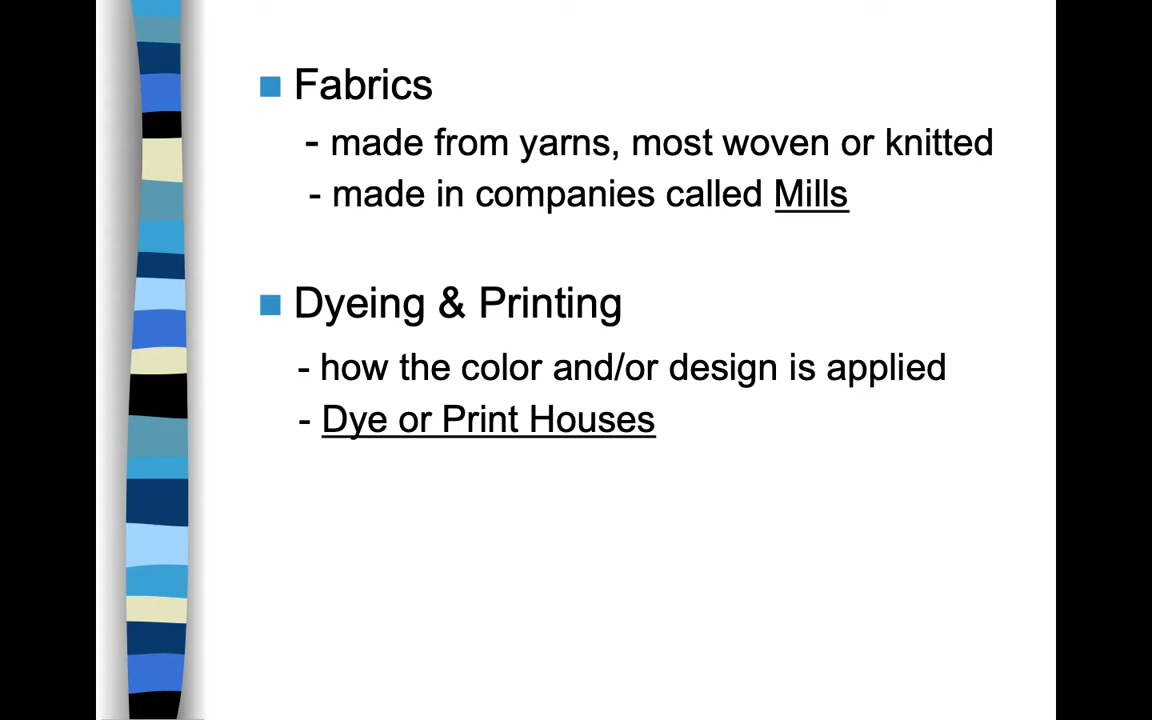 Fabrics
- made from yarns, most woven or knitted
- made in companies called Mills
Dyeing & Printing
- how the color and/or design is applied
- Dye or Print Houses